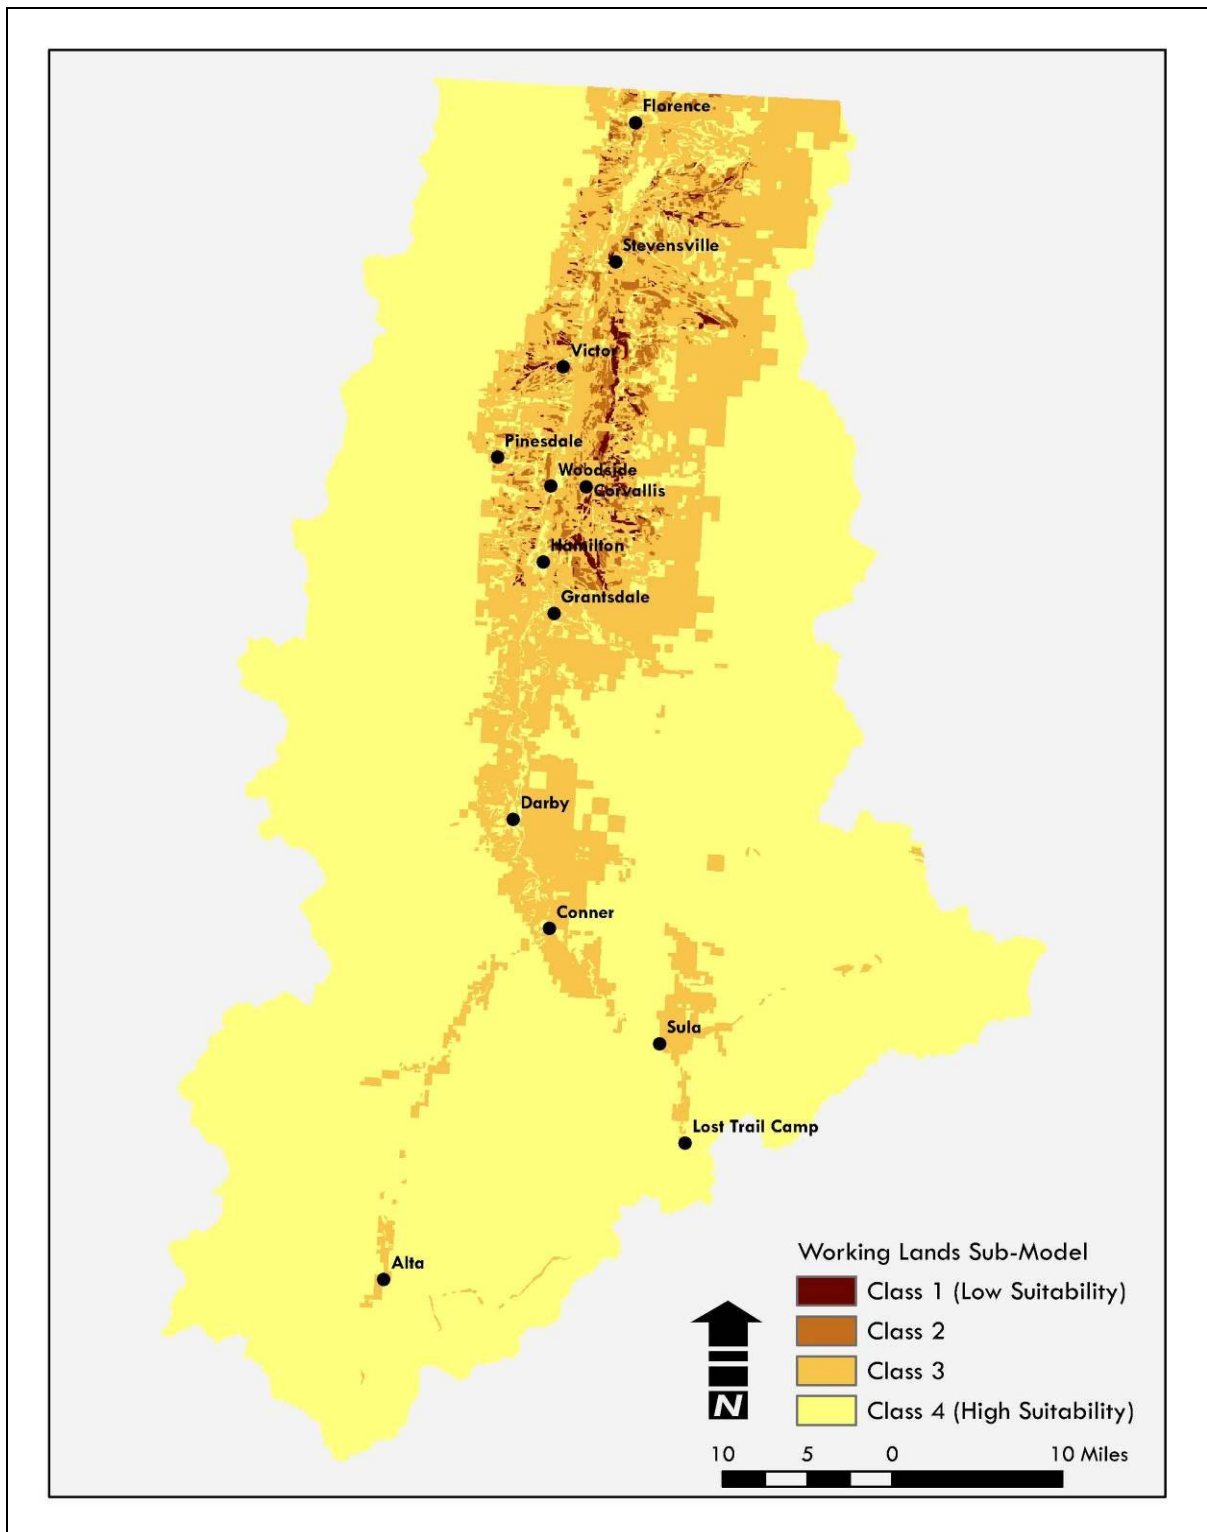 Florence
Stevensville
Victor
Pinesdale
Woodside
Corvallis
Hamilton
Grantsdale
Darby
Conner
Sula
Lost Trail Camp
Alta
Working Lands Sub-Model
Class 1 (Low Suitability)
Class 2
Class 3
Class 4 (High Suitability)
N
10 5 0 10 Miles